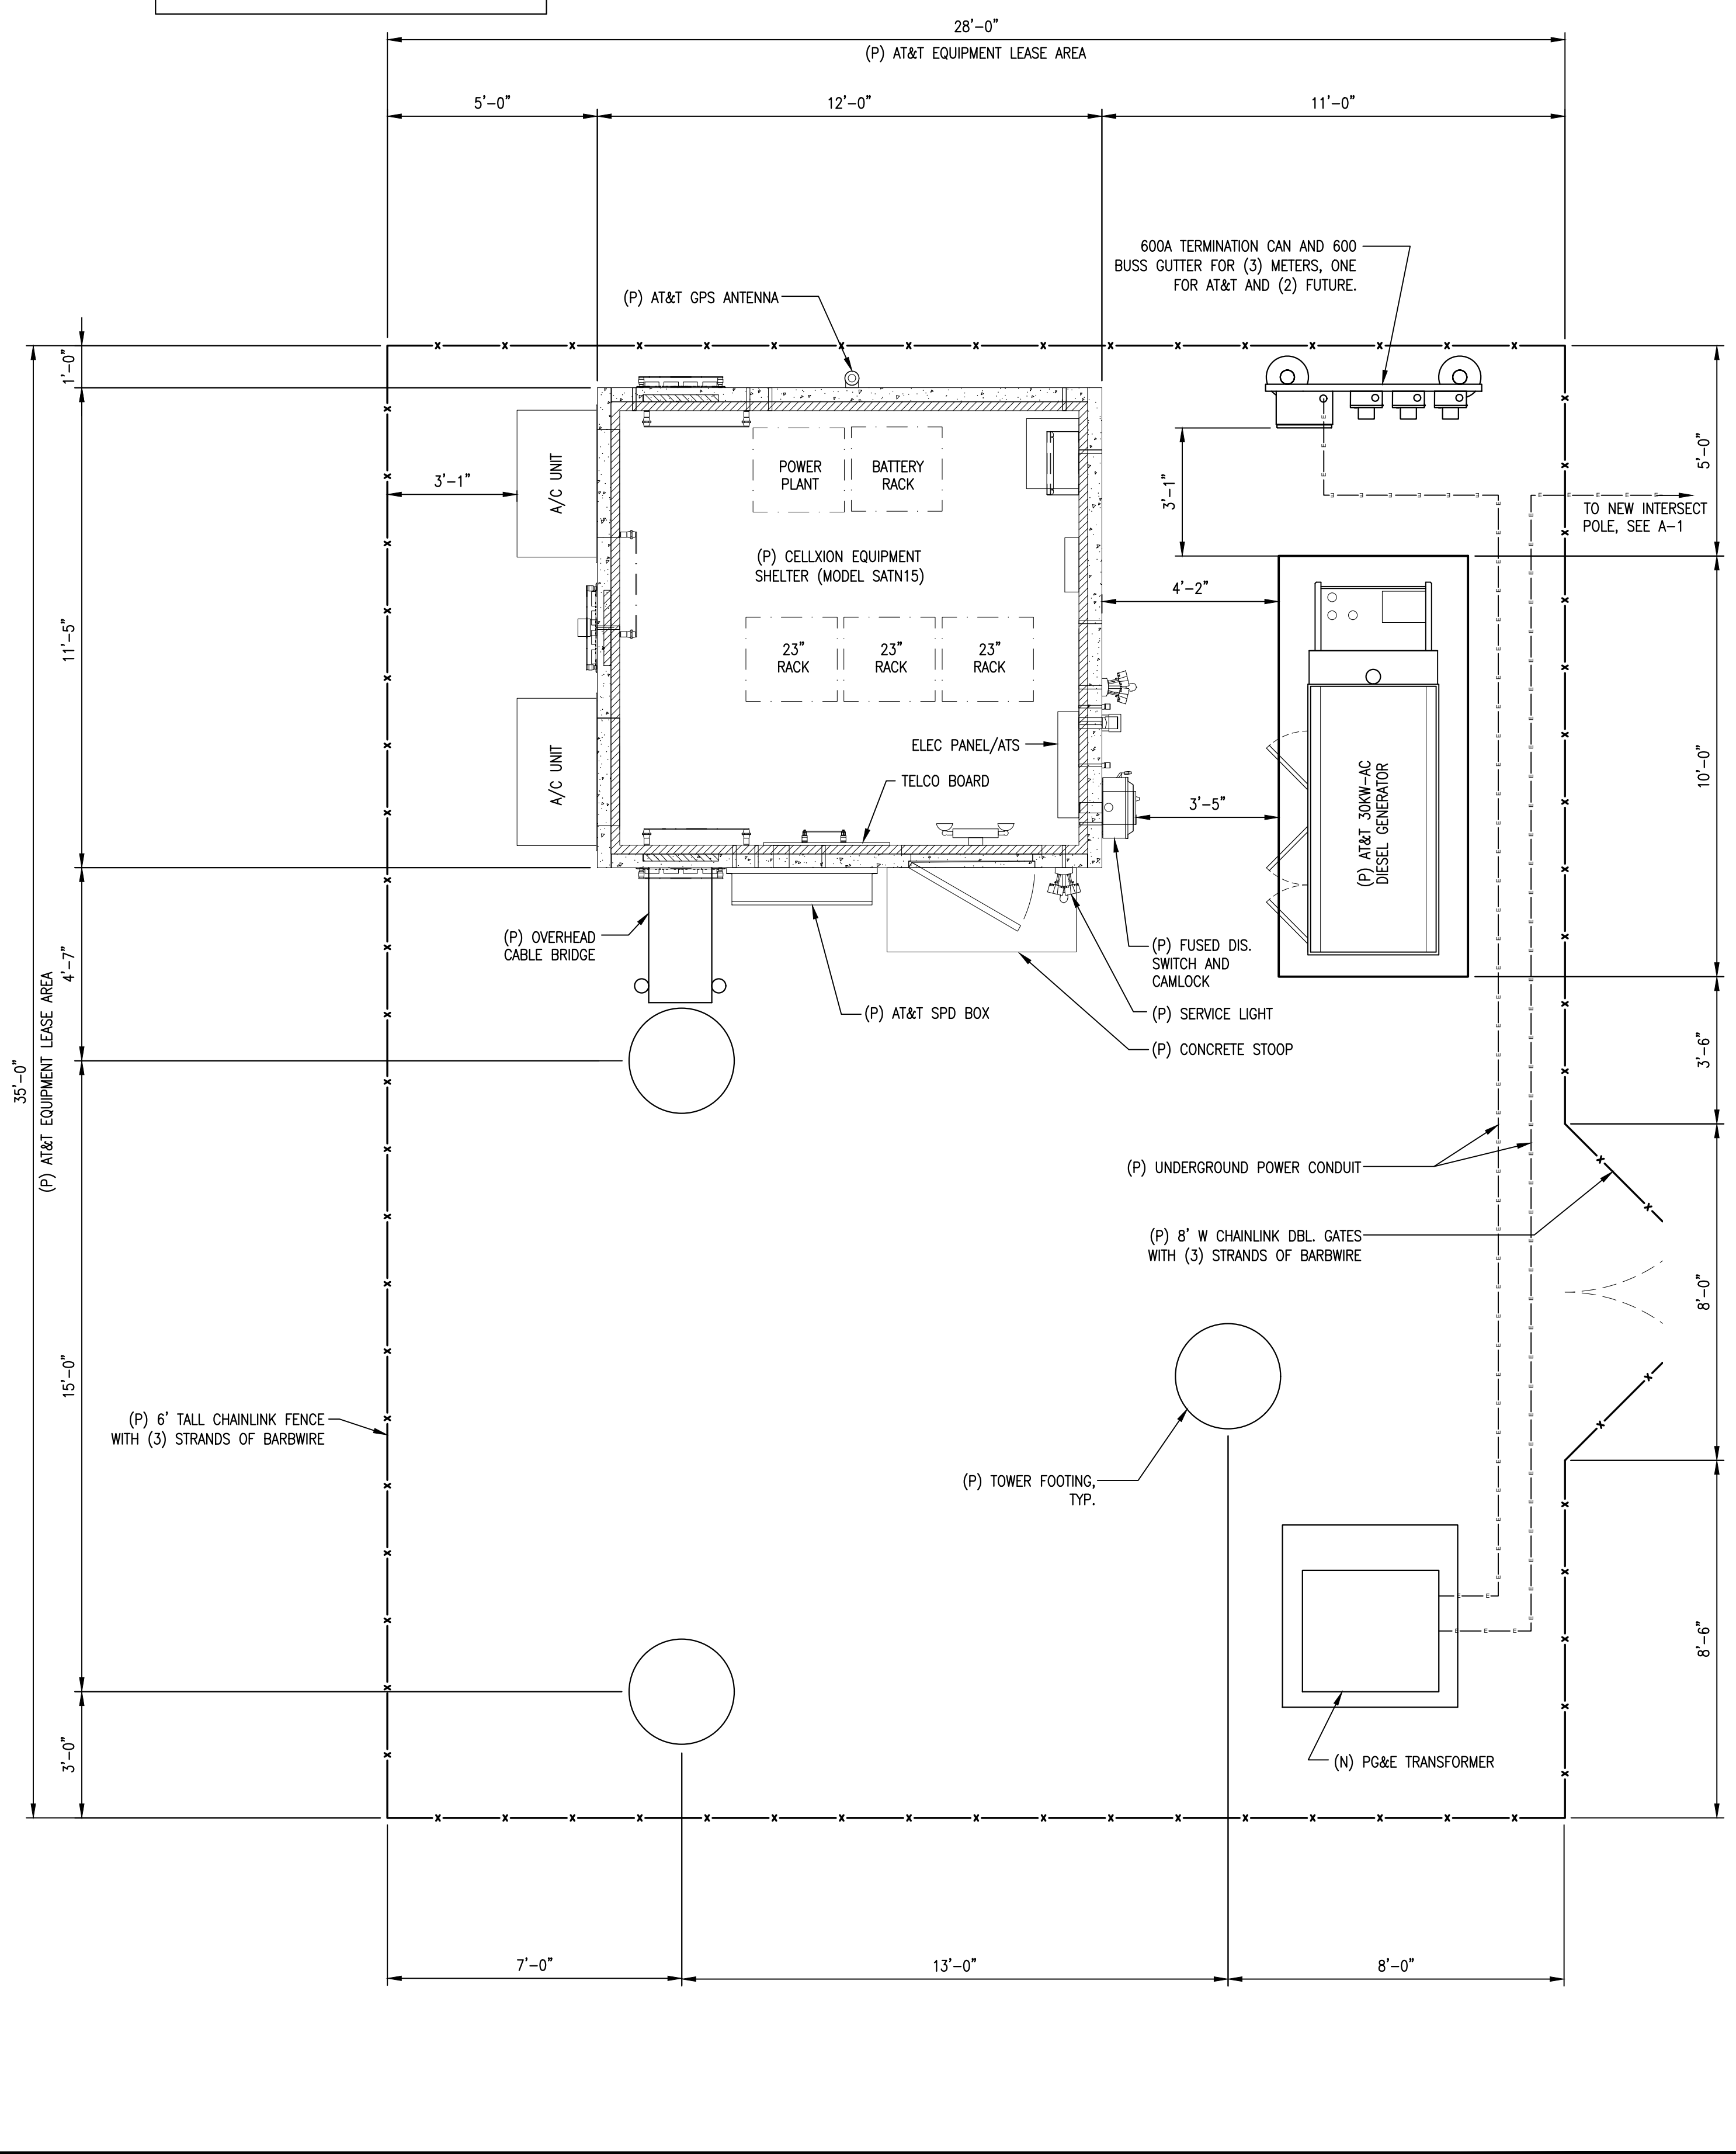 28'-0"
(P) AT&T EQUIPMENT LEASE AREA
5'-0"
12'-0"
11'-0"
600A TERMINATION CAN AND 600
BUSS GUTTER FOR (3) METERS, ONE
FOR AT&T AND (2) FUTURE.
(P) AT&T GPS ANTENNA
1'-0"
3'-1"
A/C UNIT
POWER
PLANT
BATTERY
RACK
3'-1"
5'-0"
TO NEW INTERSECT
POLE, SEE A-1
(P) CELLXION EQUIPMENT
SHELTER (MODEL SATN15)
4'-2"
11'-5"
23"
RACK
23"
RACK
23"
RACK
ELEC PANEL/ATS
TELCO BOARD
A/C UNIT
3'-5"
(P) AT&T 30KW-AC
DIESEL GENERATOR
10'-0"
(P) OVERHEAD
CABLE BRIDGE
4'-7"
(P) FUSED DIS.
SWITCH AND
CAMLOCK
(P) AT&T SPD BOX
(P) SERVICE LIGHT
(P) CONCRETE STOOP
3'-6"
35'-0"
(P) AT&T EQUIPMENT LEASE AREA
(P) UNDERGROUND POWER CONDUIT
(P) 8' W CHAINLINK DBL. GATES
WITH (3) STRANDS OF BARBWIRE
8'-0"
15'-0"
(P) 6' TALL CHAINLINK FENCE
WITH (3) STRANDS OF BARBWIRE
(P) TOWER FOOTING,
TYP.
8'-6"
3'-0"
(N) PG&E TRANSFORMER
7'-0"
13'-0"
8'-0"